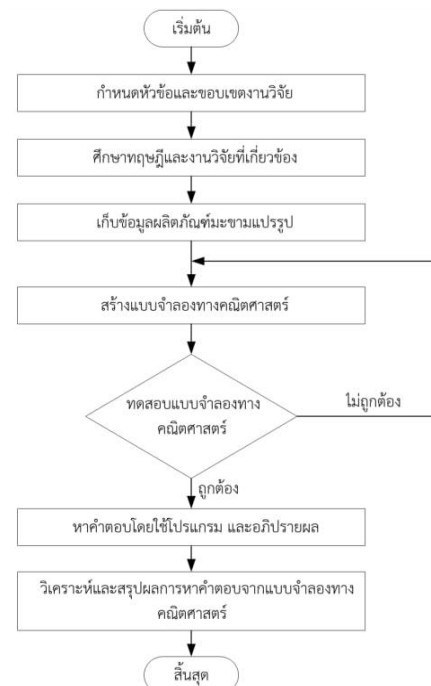 เริ่มต้น
กำหนดหัวข้อและขอบเขตงานวิจัย
ศึกษาทฤษฎีและงานวิจัยที่เกี่ยวข้อง
เก็บข้อมูลผลิตภัณฑ์มะขามแปรรูป
สร้างแบบจำลองทางคณิตศาสตร์
ทดสอบแบบจำลองทาง
คณิตศาสตร์
ไม่ถูกต้อง
ถูกต้อง
หาคำตอบโดยใช้โปรแกรม และอภิปรายผล
วิเคราะห์และสรุปผลการหาคำตอบจากแบบจำลองทาง
คณิตศาสตร์
สิ้นสุด